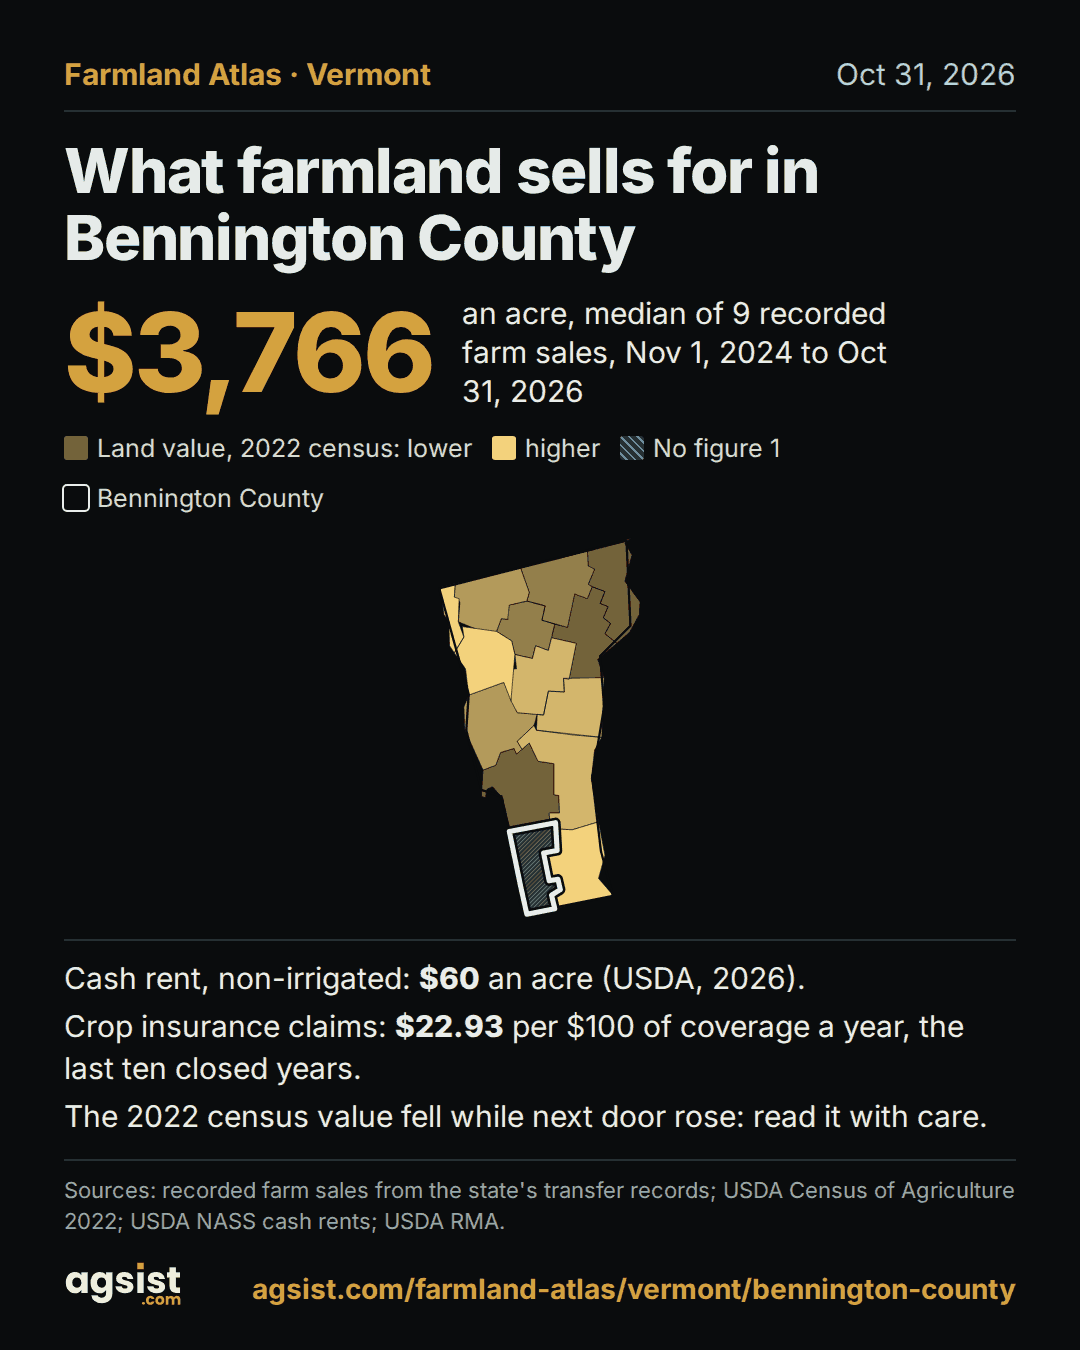 Farmland Atlas · Vermont
Oct 31, 2026
What farmland sells for in
Bennington County
$3,766
an acre, median of 9 recorded
farm sales, Nov 1, 2024 to Oct
31, 2026
Land value, 2022 census: lower
higher
No figure 1
Bennington County
Cash rent, non-irrigated: $60 an acre (USDA, 2026).
Crop insurance claims: $22.93 per $100 of coverage a year, the
last ten closed years.
The 2022 census value fell while next door rose: read it with care.
Sources: recorded farm sales from the state's transfer records; USDA Census of Agriculture
2022; USDA NASS cash rents; USDA RMA.
agsist
.com
agsist.com/farmland-atlas/vermont/bennington-county